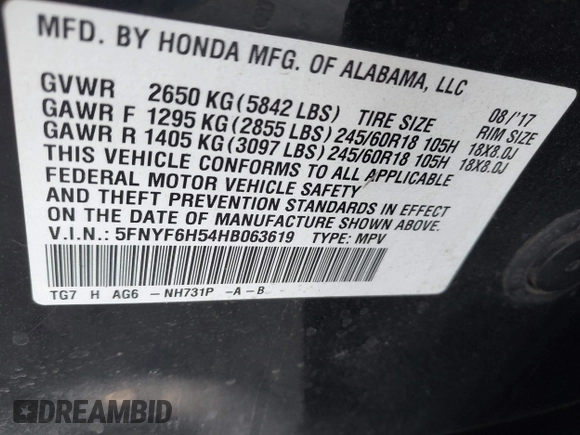 MFD. BY HONDA MFG. OF ALABAMA, LLC
GVWR 2650 KG (5842 LBS) TIRE SIZE 08/'17 RIM SIZE
GAWR F 1295 KG (2855 LBS) 245/60R18 105H 18X8.0J
GAWR R 1405 KG (3097 LBS) 245/60R18 105H 18X8.0J
THIS VEHICLE CONFORMS TO ALL APPLICABLE
FEDERAL MOTOR VEHICLE SAFETY
AND THEFT PREVENTION STANDARDS IN EFFECT
ON THE DATE OF MANUFACTURE SHOWN ABOVE.
V.I.N.: 5FNYF6H54HB063619 TYPE: MPV
TG7 H AG6 -NH731P -A-B
DREAMBID